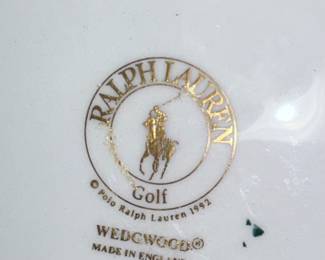 RALPH LAUREN
Golf
© Polo Ralph Lauren 1992
WEDGWOOD®
MADE IN ENGLAND